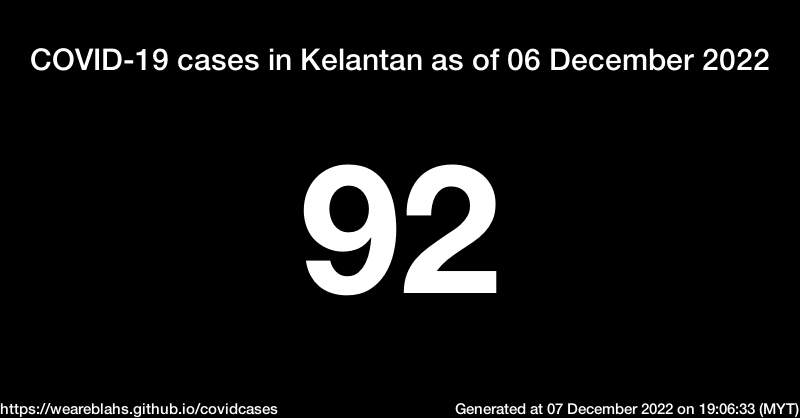 COVID-19 cases in Kelantan as of 06 December 2022
92
https://weareblahs.github.io/covidcases
Generated at 07 December 2022 on 19:06:33 (MYT)